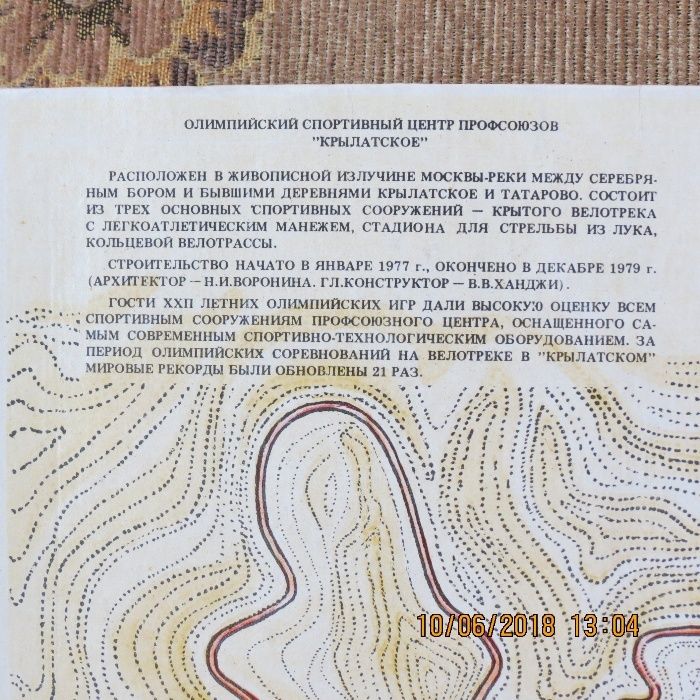 ОЛИМПИЙСКИЙ СПОРТИВНЫЙ ЦЕНТР ПРОФСОЮЗОВ
"КРЫЛАТСКОЕ"
РАСПОЛОЖЕН В ЖИВОПИСНОЙ ИЗЛУЧИНЕ МОСКВЫ-РЕКИ МЕЖДУ СЕРЕБРЯ-
НЫМ БОРОМ И БЫВШИМИ ДЕРЕВНЯМИ КРЫЛАТСКОЕ И ТАТАРОВО. СОСТОИТ
ИЗ ТРЕХ ОСНОВНЫХ СПОРТИВНЫХ СООРУЖЕНИЙ — КРЫТОГО ВЕЛОТРЕКА
С ЛЕГКОАТЛЕТИЧЕСКИМ МАНЕЖЕМ, СТАДИОНА ДЛЯ СТРЕЛЬБЫ ИЗ ЛУКА,
КОЛЬЦЕВОЙ ВЕЛОТРАССЫ.
СТРОИТЕЛЬСТВО НАЧАТО В ЯНВАРЕ 1977 г., ОКОНЧЕНО В ДЕКАБРЕ 1979 г.
(АРХИТЕКТОР — Н.И.ВОРОНИНА. ГЛ.КОНСТРУКТОР — В.В.ХАНДЖИ).
ГОСТИ XXП ЛЕТНИХ ОЛИМПИЙСКИХ ИГР ДАЛИ ВЫСОКУЮ ОЦЕНКУ ВСЕМ
СПОРТИВНЫМ СООРУЖЕНИЯМ ПРОФСОЮЗНОГО ЦЕНТРА, ОСНАЩЕННОГО СА-
МЫМ СОВРЕМЕННЫМ СПОРТИВНО-ТЕХНОЛОГИЧЕСКИМ ОБОРУДОВАНИЕМ. ЗА
ПЕРИОД ОЛИМПИЙСКИХ СОРЕВНОВАНИЙ НА ВЕЛОТРЕКЕ В "КРЫЛАТСКОМ"
МИРОВЫЕ РЕКОРДЫ БЫЛИ ОБНОВЛЕНЫ 21 РАЗ.
10/06/2018 13:04